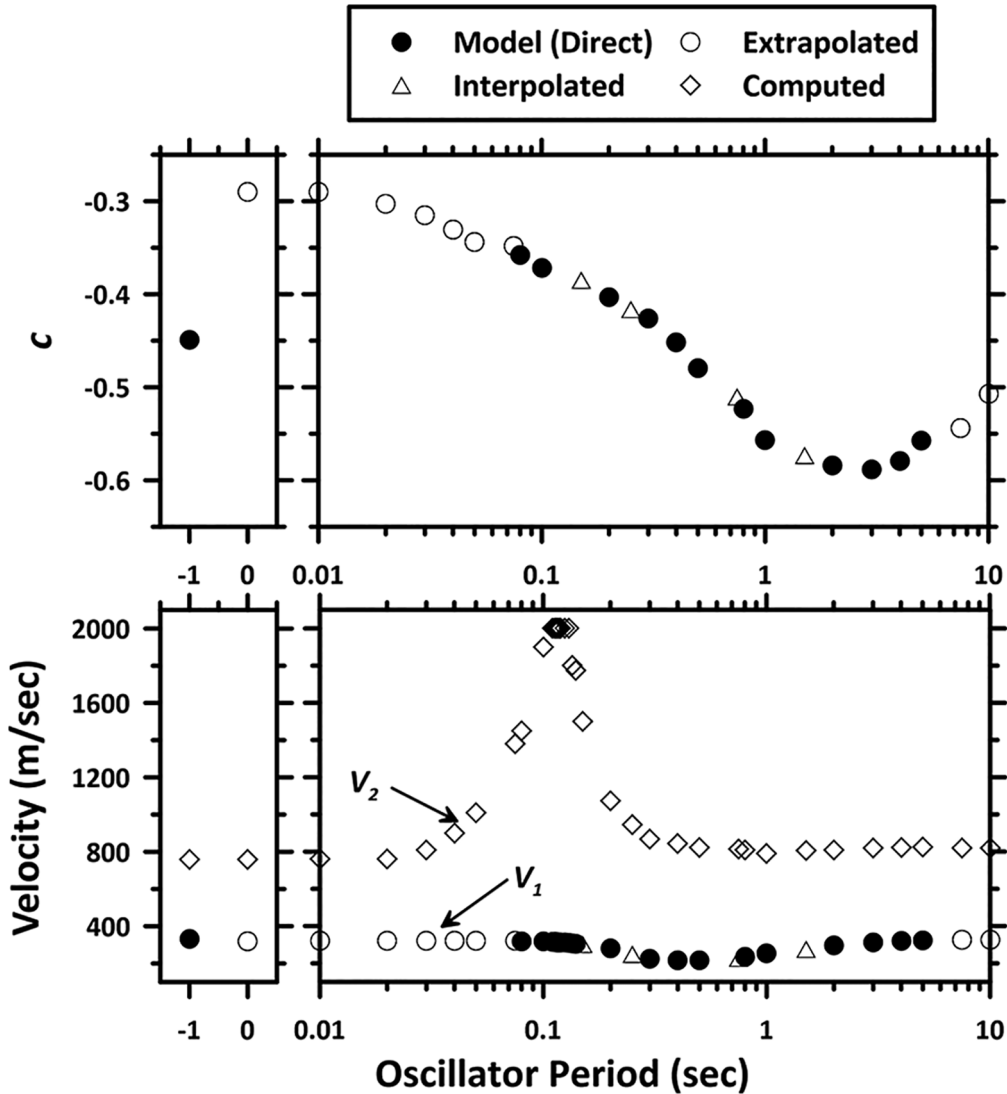 Model (Direct) Extrapolated
Interpolated Computed
-0.3
-0.4
-0.5
-0.6
c
-1 0 0.01 0.1 1 10
2000
1600
1200
800
400
Velocity (m/sec)
V2
V1
-1 0 0.01 0.1 1 10
Oscillator Period (sec)